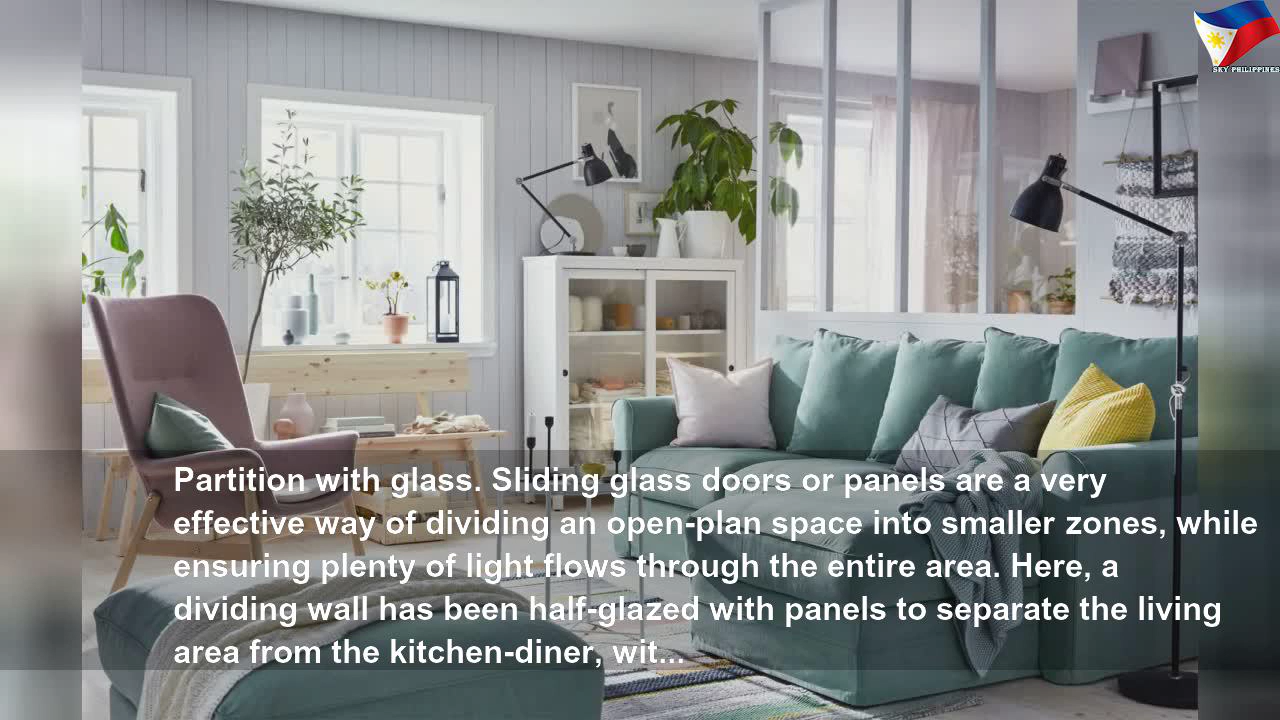 SKY PHILIPPINES
Partition with glass. Sliding glass doors or panels are a very
effective way of dividing an open-plan space into smaller zones, while
ensuring plenty of light flows through the entire area. Here, a
dividing wall has been half-glazed with panels to separate the living
area from the kitchen-diner, wit...